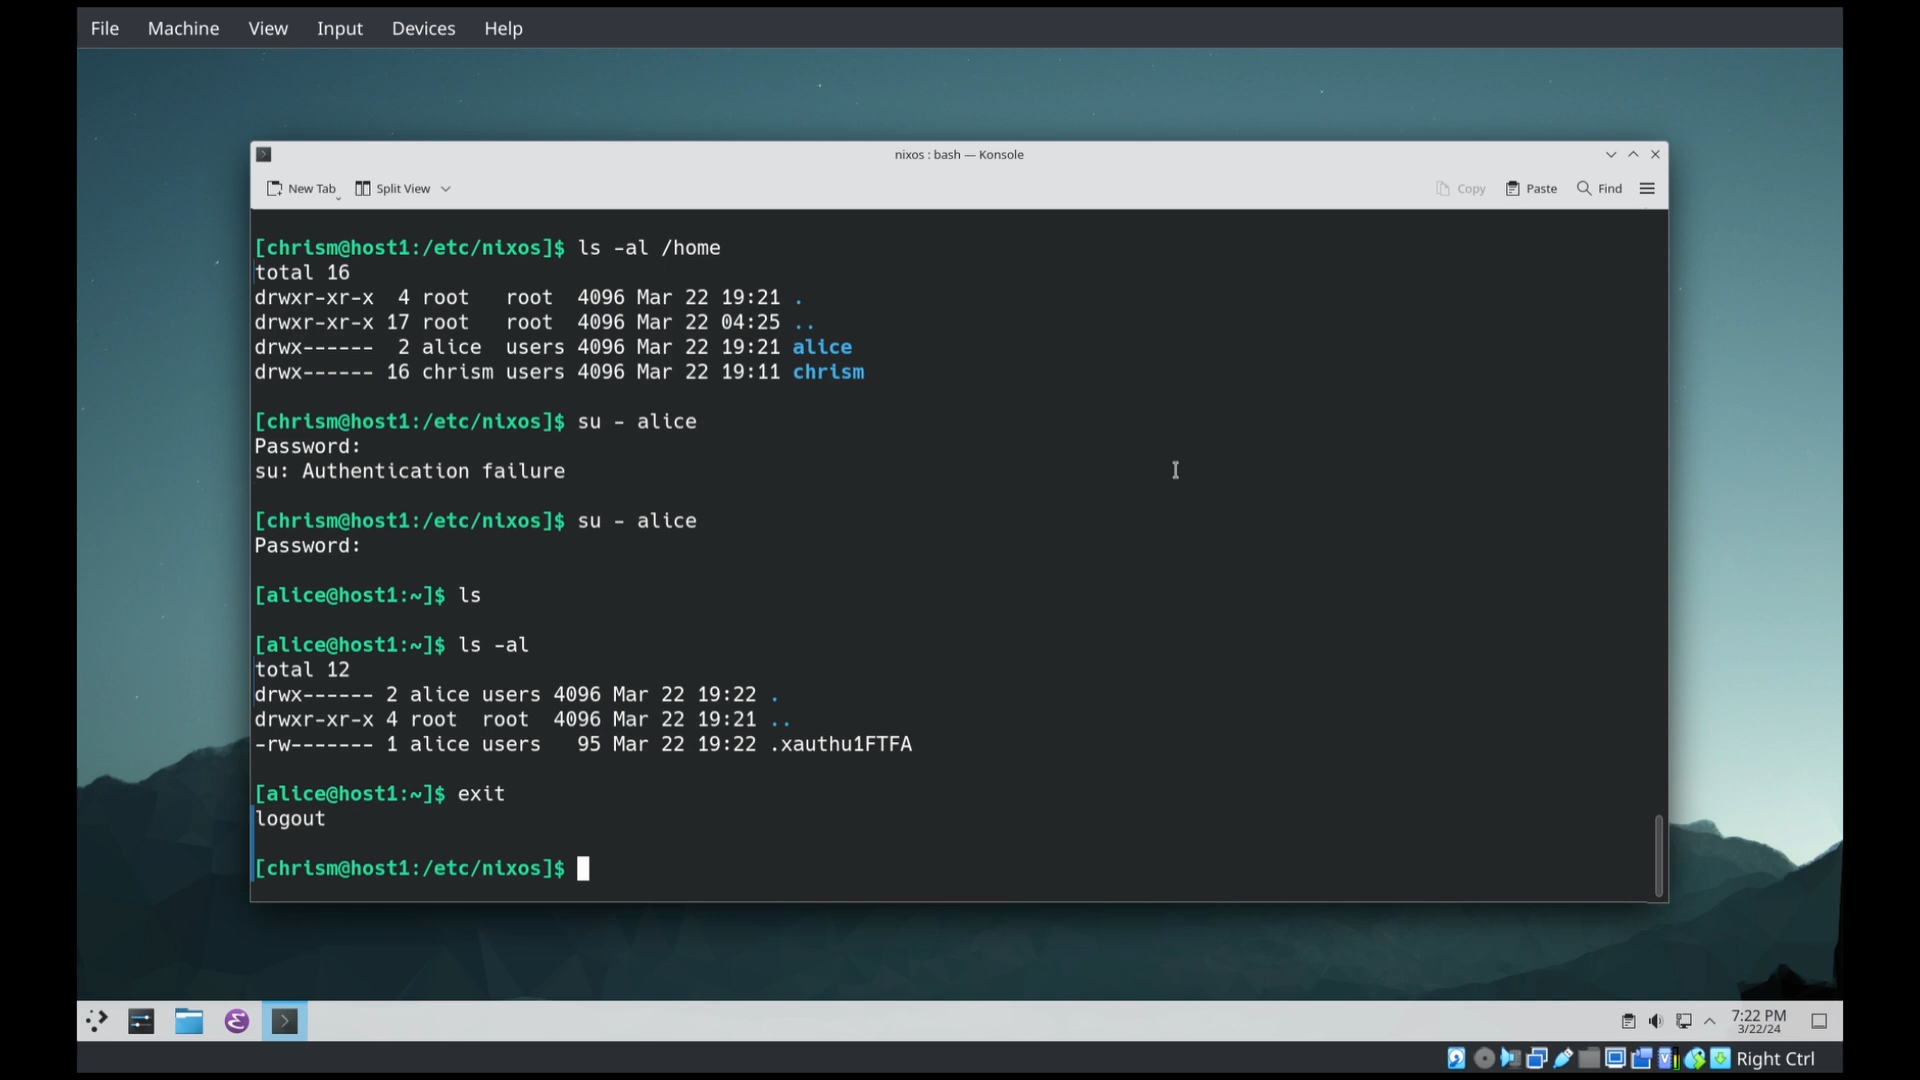 File Machine View Input Devices Help
nixos : bash — Konsole
New Tab Split View Copy Paste Find
[chrism@host1:/etc/nixos]$ ls -al /home
total 16
drwxr-xr-x  4 root   root  4096 Mar 22 19:21 .
drwxr-xr-x 17 root   root  4096 Mar 22 04:25 ..
drwx------  2 alice  users 4096 Mar 22 19:21 alice
drwx------ 16 chrism users 4096 Mar 22 19:11 chrism
[chrism@host1:/etc/nixos]$ su - alice
Password:
su: Authentication failure
[chrism@host1:/etc/nixos]$ su - alice
Password:
[alice@host1:~]$ ls
[alice@host1:~]$ ls -al
total 12
drwx------ 2 alice users 4096 Mar 22 19:22 .
drwxr-xr-x 4 root  root  4096 Mar 22 19:21 ..
-rw------- 1 alice users   95 Mar 22 19:22 .xauthu1FTFA
[alice@host1:~]$ exit
logout
[chrism@host1:/etc/nixos]$
7:22 PM
3/22/24
Right Ctrl